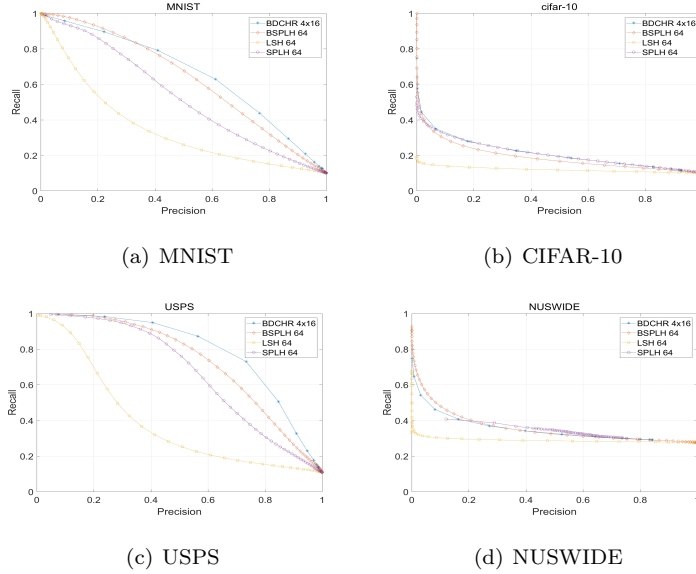 MNIST
BDCHR 4x16
BSPLH 64
LSH 64
SPLH 64
1
0.8
0.6
0.4
0.2
0
Recall
0 0.2 0.4 0.6 0.8 1
Precision
(a) MNIST
cifar-10
BDCHR 4x16
BSPLH 64
LSH 64
SPLH 64
1
0.8
0.6
0.4
0.2
0
Recall
0 0.2 0.4 0.6 0.8
Precision
(b) CIFAR-10
USPS
BDCHR 4x16
BSPLH 64
LSH 64
SPLH 64
1
0.8
0.6
0.4
0.2
0
Recall
0 0.2 0.4 0.6 0.8 1
Precision
(c) USPS
NUSWIDE
BDCHR 4x16
BSPLH 64
LSH 64
SPLH 64
1
0.8
0.6
0.4
0.2
0
Recall
0 0.2 0.4 0.6 0.8
Precision
(d) NUSWIDE